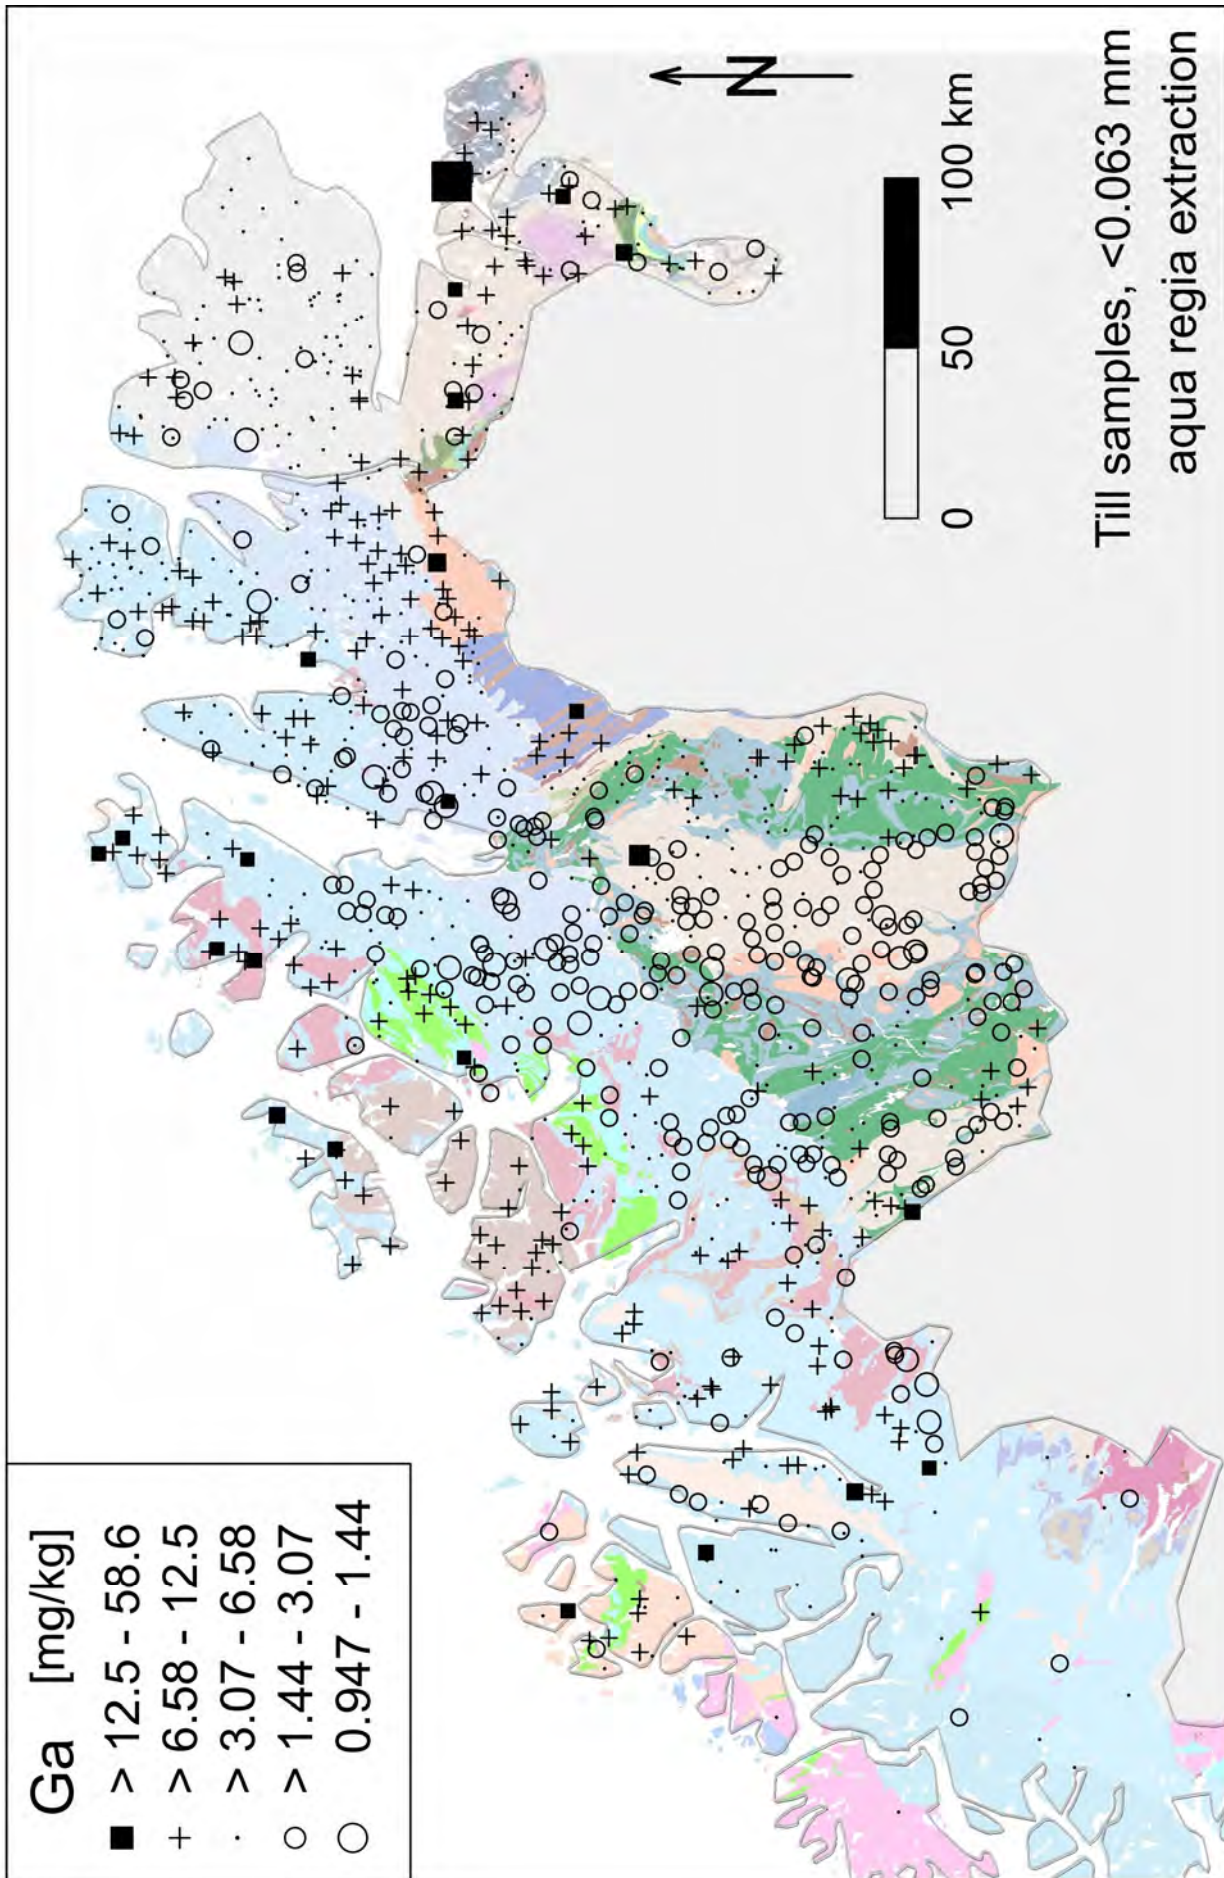 Ga [mg/kg]
> 12.5 - 58.6
> 6.58 - 12.5
> 3.07 - 6.58
> 1.44 - 3.07
0.947 - 1.44
N
0 50 100 km
Till samples, <0.063 mm
aqua regia extraction